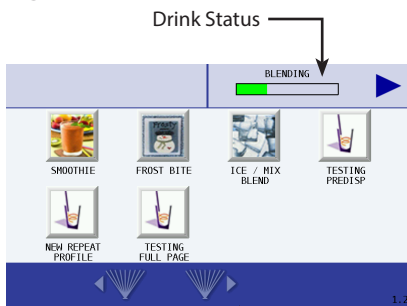 Drink Status
BLENDING
SMOOTHIE
FROST BITE
ICE / MIX
BLEND
TESTING
PREDISP
NEW REPEAT
PROFILE
TESTING
FULL PAGE